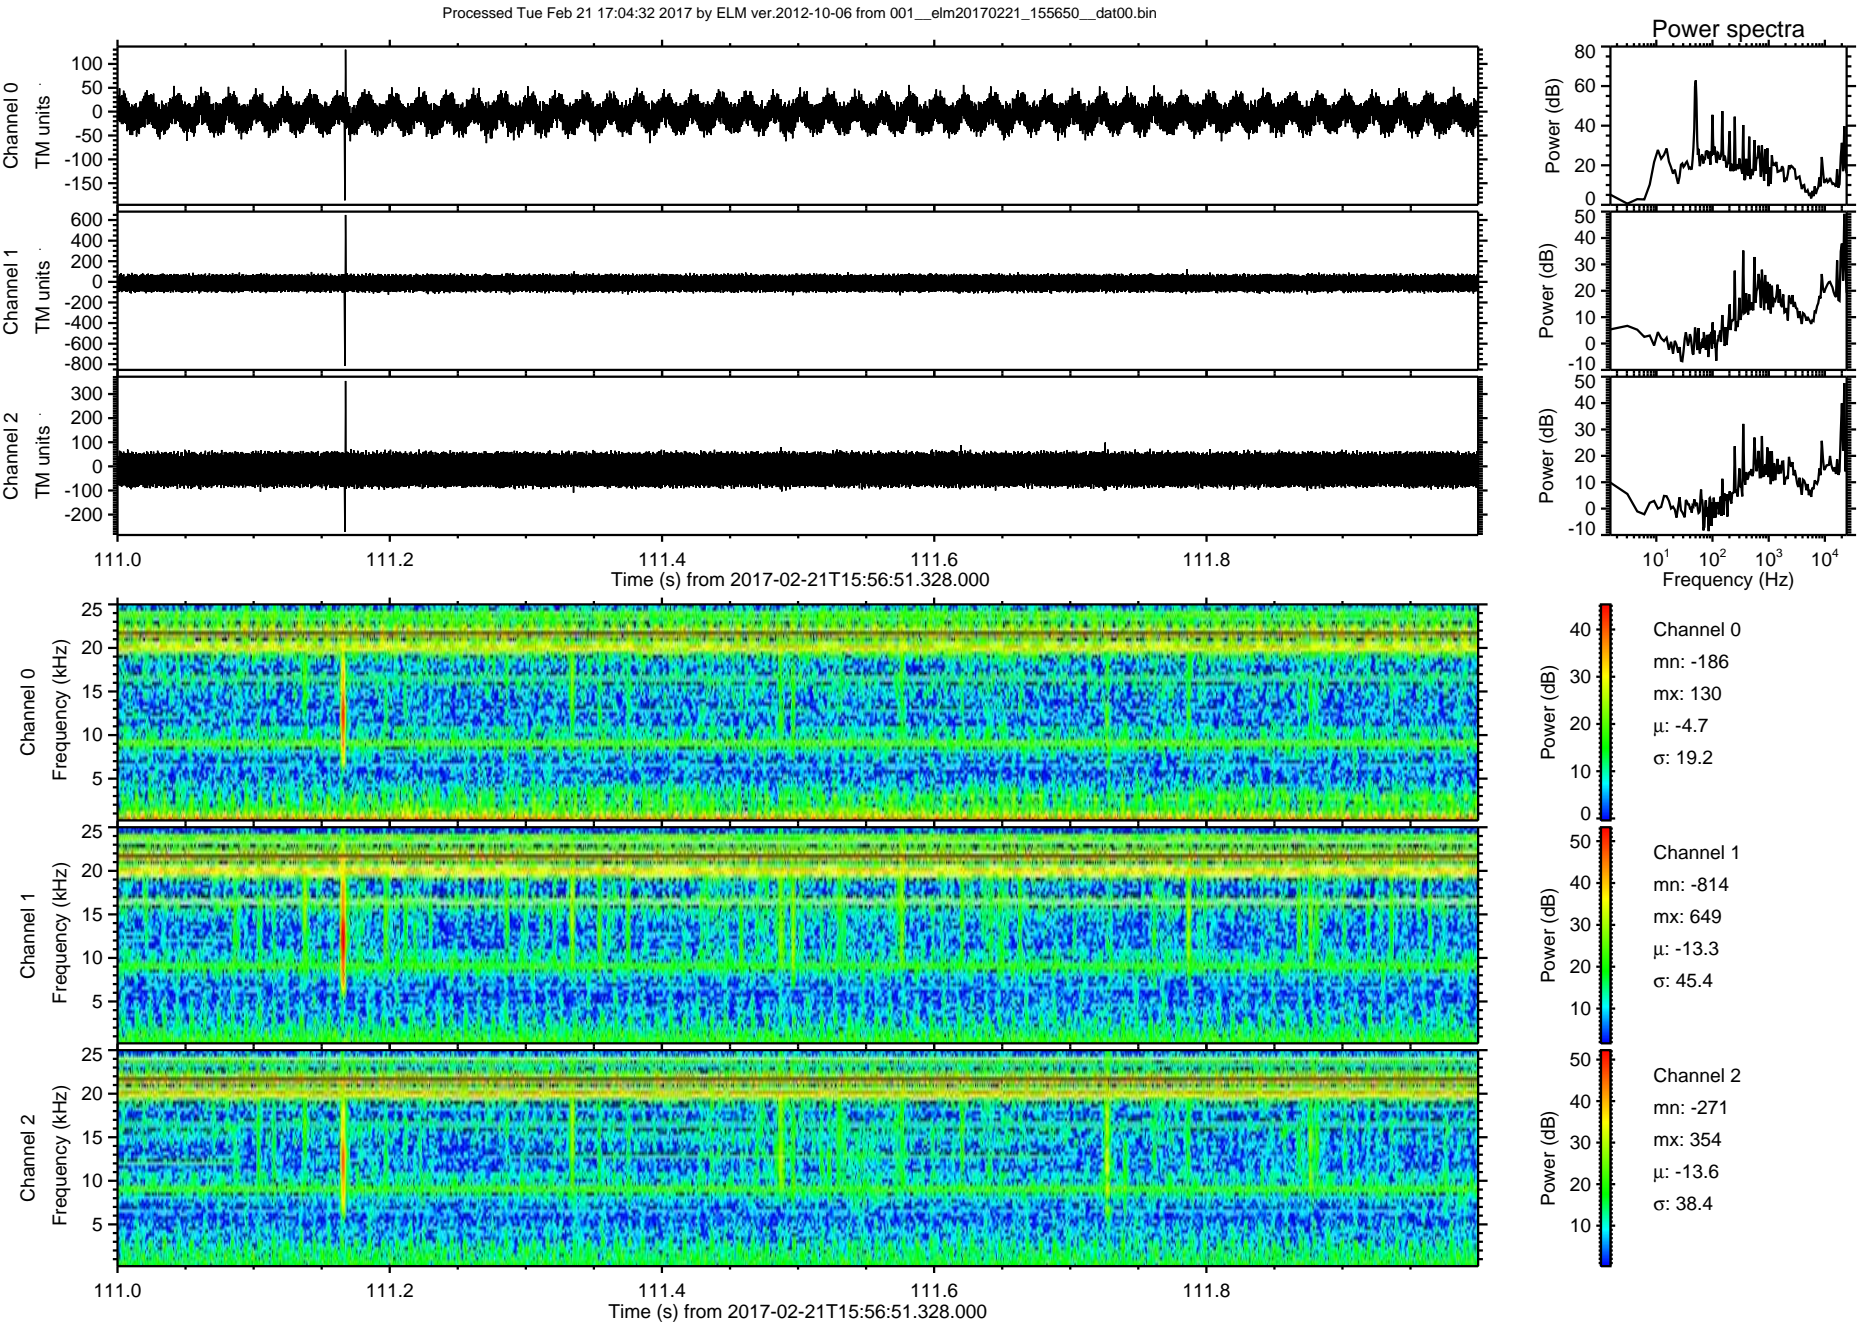 Processed Tue Feb 21 17:04:32 2017 by ELM ver.2012-10-06 from 001__elm20170221_155650__dat00.bin
Power spectra
Channel 0
TM units
100
50
0
-50
-100
-150
Power (dB)
80
60
40
20
0
Channel 1
TM units
600
400
200
0
-200
-400
-600
-800
Power (dB)
50
40
30
20
10
0
-10
Channel 2
TM units
300
200
100
0
-100
-200
Power (dB)
50
40
30
20
10
0
-10
111.0 111.2 111.4 111.6 111.8
Time (s) from 2017-02-21T15:56:51.328.000
10^1 10^2 10^3 10^4
Frequency (Hz)
Channel 0
Frequency (kHz)
25
20
15
10
5
Power (dB)
40
30
20
10
0
Channel 0
mn: -186
mx: 130
μ: -4.7
σ: 19.2
Channel 1
Frequency (kHz)
25
20
15
10
5
Power (dB)
50
40
30
20
10
Channel 1
mn: -814
mx: 649
μ: -13.3
σ: 45.4
Channel 2
Frequency (kHz)
25
20
15
10
5
Power (dB)
50
40
30
20
10
Channel 2
mn: -271
mx: 354
μ: -13.6
σ: 38.4
111.0 111.2 111.4 111.6 111.8
Time (s) from 2017-02-21T15:56:51.328.000